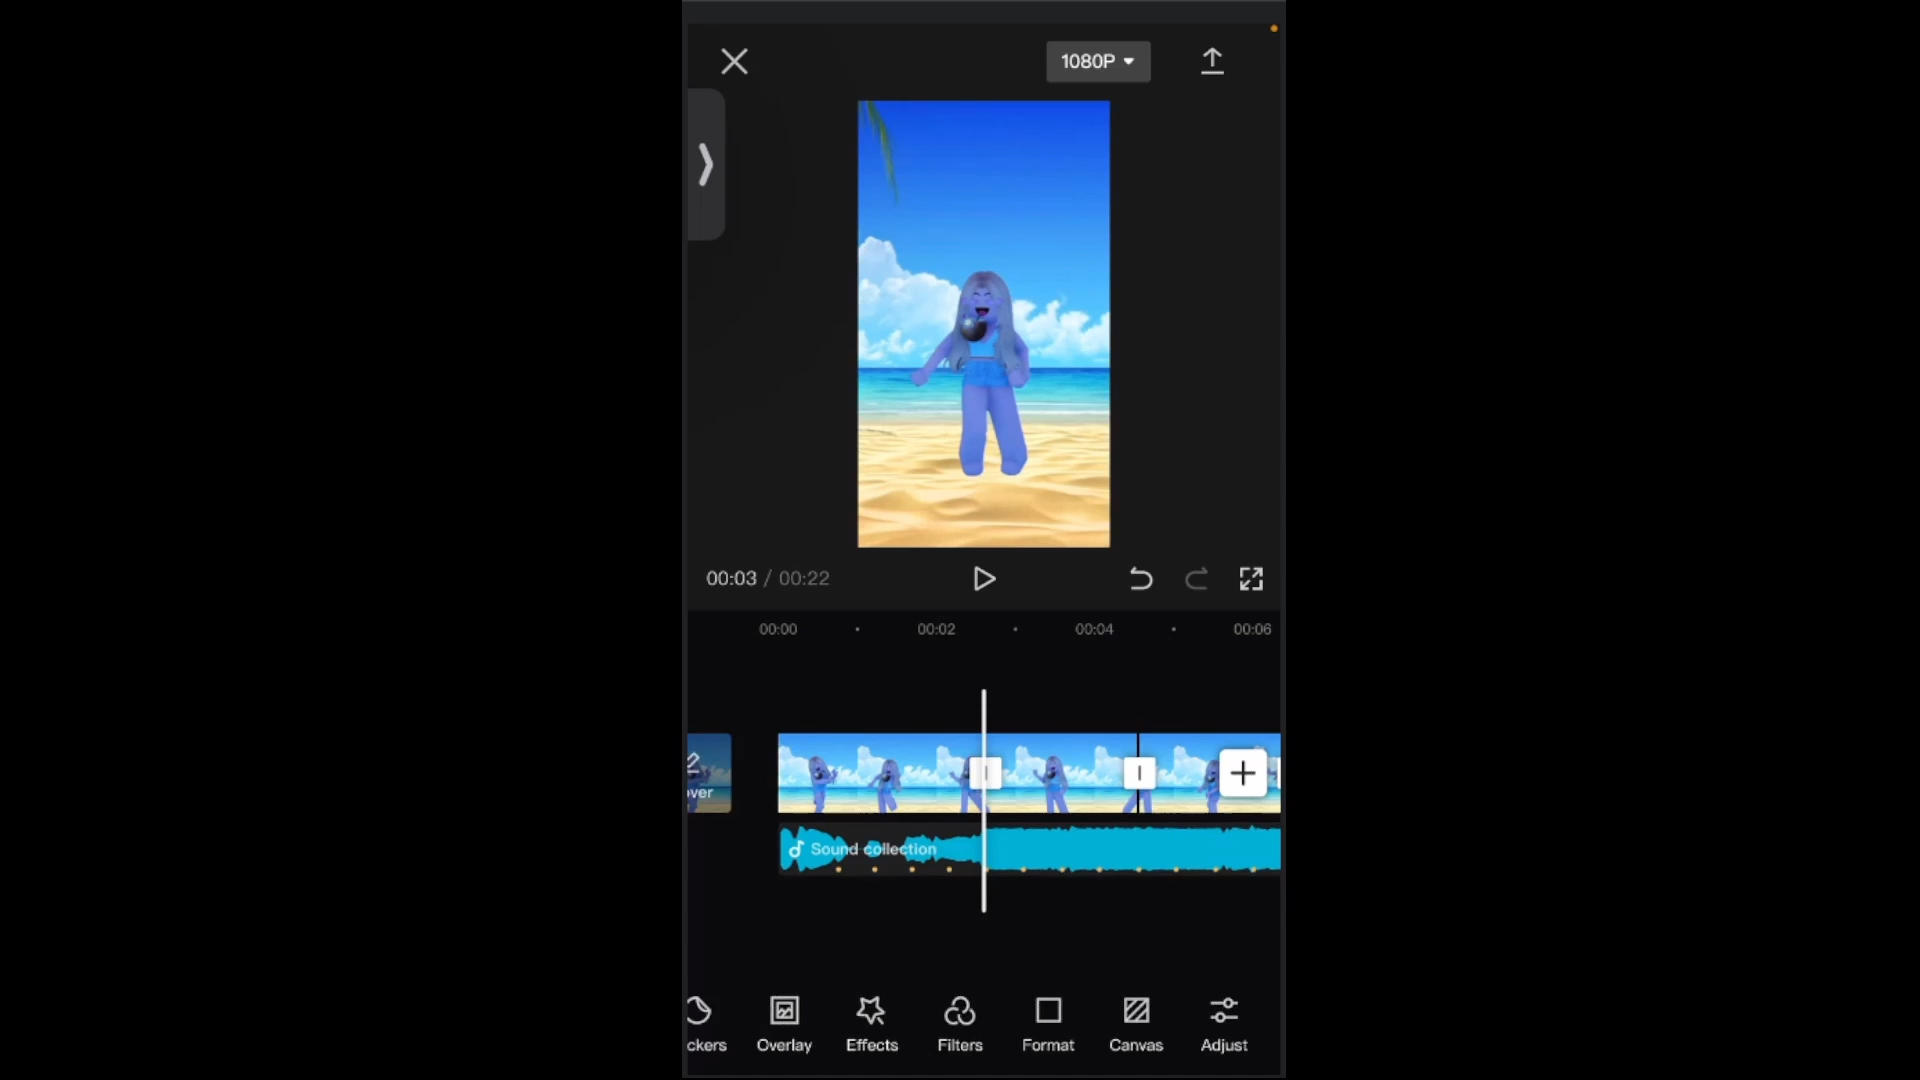 1080P
00:03 / 00:22
00:00
00:02
00:04
00:06
over
Sound collection
ckers
Overlay
Effects
Filters
Format
Canvas
Adjust